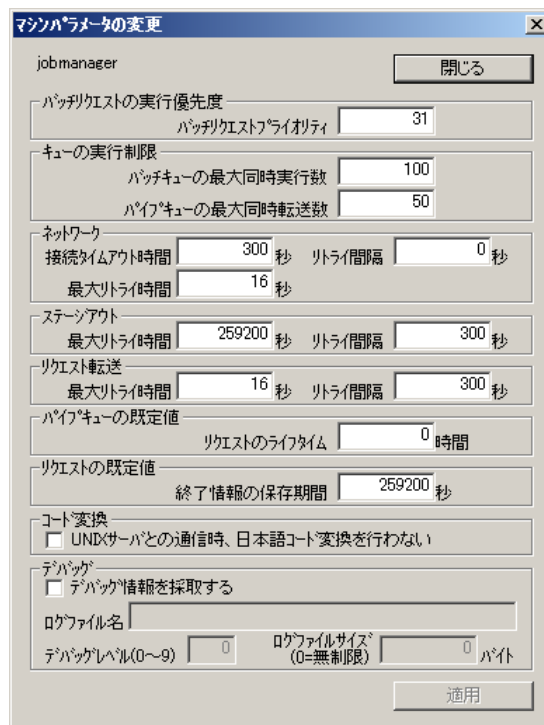 マシンパラメータの変更
jobmanager
閉じる
バッチリクエストの実行優先度
バッチリクエストプライオリティ 31
キューの実行制限
バッチキューの最大同時実行数 100
パイプキューの最大同時転送数 50
ネットワーク
接続タイムアウト時間 300 秒 リトライ間隔 0 秒
最大リトライ時間 16 秒
ステージアウト
最大リトライ時間 259200 秒 リトライ間隔 300 秒
リクエスト転送
最大リトライ時間 16 秒 リトライ間隔 300 秒
パイプキューの既定値
リクエストのライフタイム 0 時間
リクエストの既定値
終了情報の保存期間 259200 秒
コード変換
UNIXサーバとの通信時、日本語コード変換を行わない
デバッグ
デバッグ情報を採取する
ログファイル名
デバッグレベル(0～9) 0 ログファイルサイズ(0=無制限) 0 バイト
適用